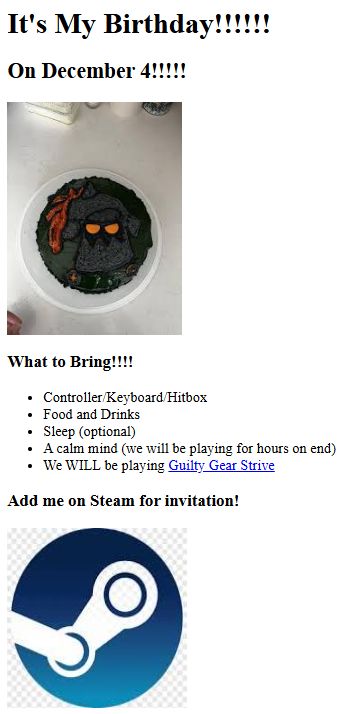 It's My Birthday!!!!!!
On December 4!!!!!
What to Bring!!!!
Controller/Keyboard/Hitbox
Food and Drinks
Sleep (optional)
A calm mind (we will be playing for hours on end)
We WILL be playing Guilty Gear Strive
Add me on Steam for invitation!